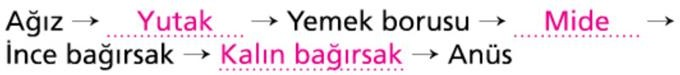 Ağız → Yutak → Yemek borusu → Mide →
İnce bağırsak → Kalın bağırsak → Anüs